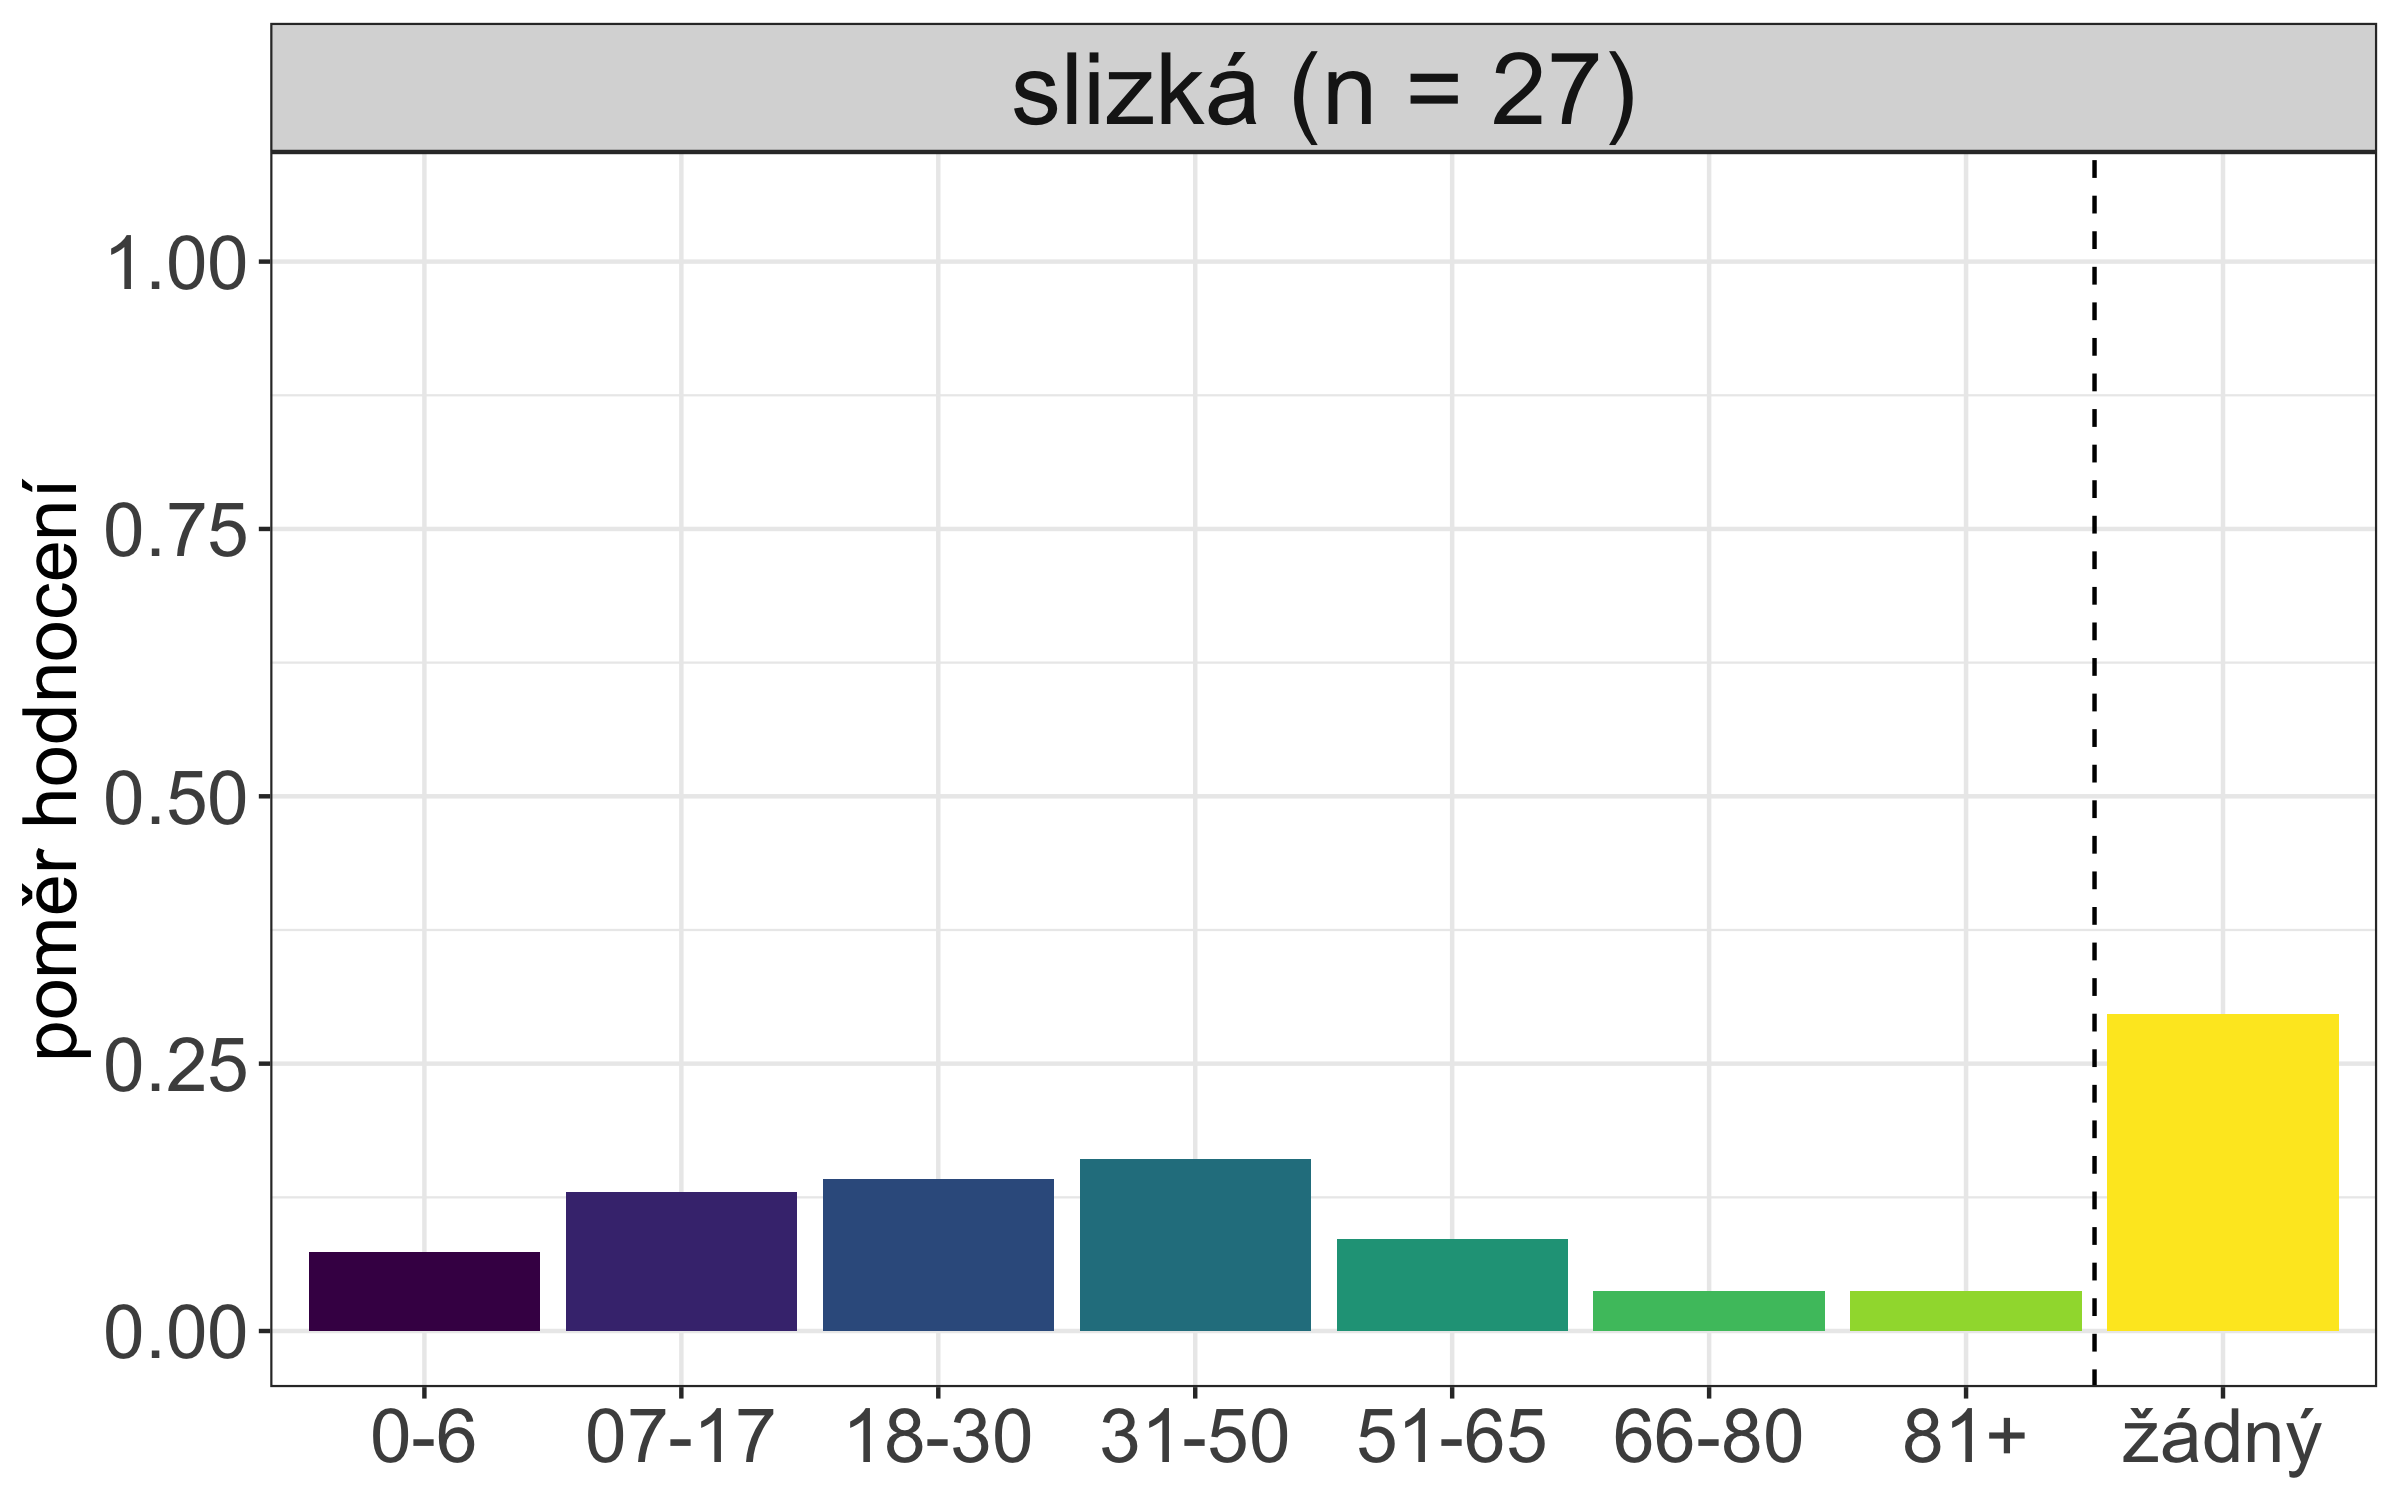 slizká (n = 27)
poměr hodnocení
1.00
0.75
0.50
0.25
0.00
0-6 07-17 18-30 31-50 51-65 66-80 81+ žádný